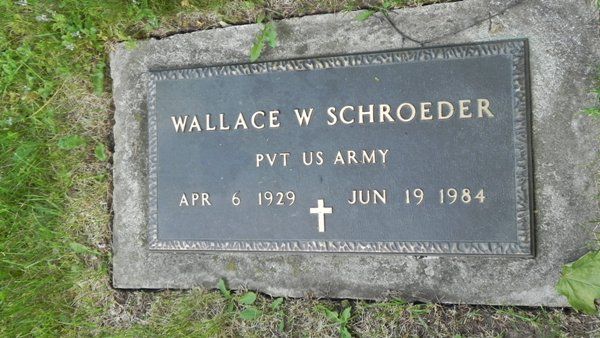 WALLACE W SCHROEDER
PVT US ARMY
APR 6 1929 JUN 19 1984